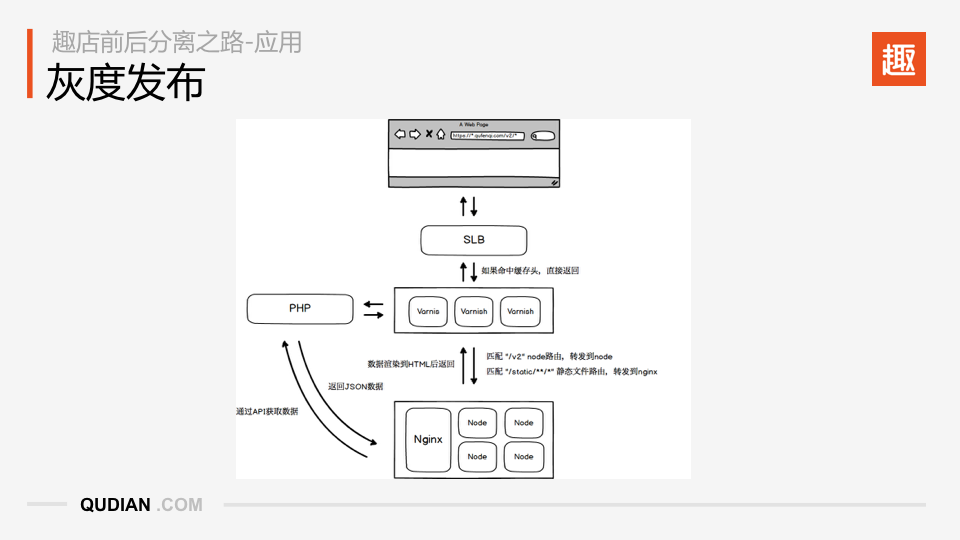 趣店前后分离之路-应用
灰度发布
趣
A Web Page
https://*.qufenqi.com/v2/*
SLB
如果命中缓存头，直接返回
PHP
Varnis
Varnish
Varnish
数据渲染到HTML后返回
匹配 "/v2" node路由，转发到node
匹配 "/static/**/*" 静态文件路由，转发到nginx
返回JSON数据
通过API获取数据
Nginx
Node
Node
Node
Node
QUDIAN .COM